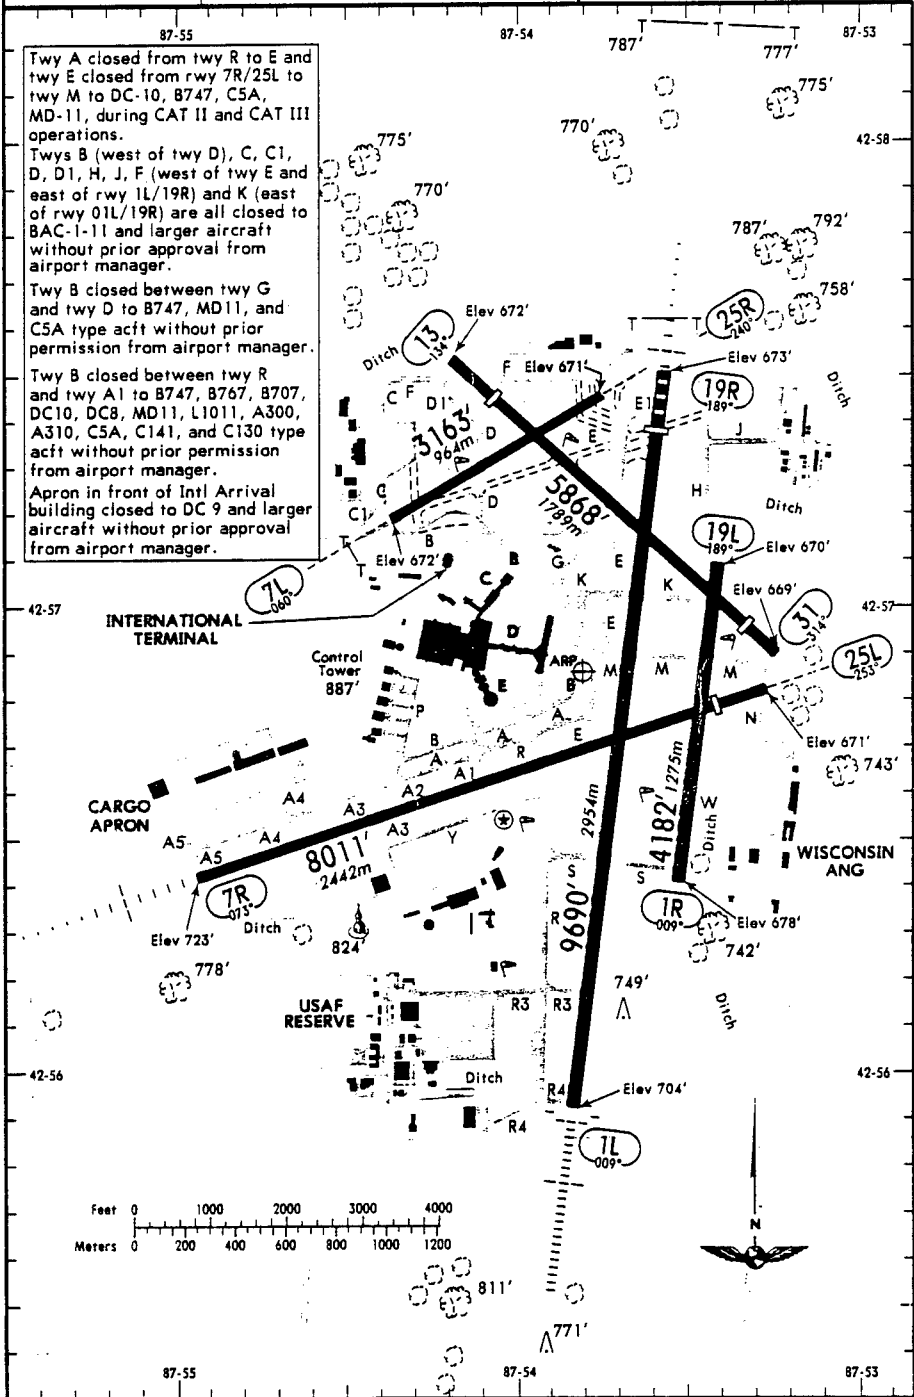 87-55
87-54
87-53
Twy A closed from twy R to E and
twy E closed from rwy 7R/25L to
twy M to DC-10, B747, C5A,
MD-11, during CAT II and CAT III
operations.
Twys B (west of twy D), C, C1,
D, D1, H, J, F (west of twy E and
east of rwy 1L/19R) and K (east
of rwy 01L/19R) are all closed to
BAC-1-11 and larger aircraft
without prior approval from
airport manager.
Twy B closed between twy G
and twy D to B747, MD11, and
C5A type acft without prior
permission from airport manager.
Twy B closed between twy R
and twy A1 to B747, B767, B707,
DC10, DC8, MD11, L1011, A300,
A310, C5A, C141, and C130 type
acft without prior permission
from airport manager.
Apron in front of Intl Arrival
building closed to DC 9 and larger
aircraft without prior approval
from airport manager.
T T
787'
777'
775'
770'
42-58
775'
770'
787'
792'
758'
Elev 672'
13
134°
Ditch
T T
25R
240°
F
Elev 671'
Elev 673'
Ditch
C F
D1
E1
19R
189°
3163'
964m
D
E
J
5868'
1789m
H
C
D
Ditch
C1
B
19L
189°
T
T
Elev 672'
G
E
Elev 670'
7L
060°
C
B
K
K
Elev 669'
42-57
42-57
INTERNATIONAL
TERMINAL
D
E
31
314°
Control
Tower
887'
ARP
M
M
M
25L
253°
E
B
P
A
N
B
A
R
E
Elev 671'
A
A1
743'
CARGO
APRON
A4
A3
A2
2954m
4182'
1275m
W
A5
A4
A3
Y
Ditch
A5
8011'
2442m
WISCONSIN
ANG
S
S
7R
073°
9690'
1R
009°
Ditch
R
Elev 678'
Elev 723'
824'
742'
778'
749'
USAF
RESERVE
R3
R3
Ditch
42-56
42-56
Ditch
R4
Elev 704'
R4
1L
009°
Feet 0 1000 2000 3000 4000
Meters 0 200 400 600 800 1000 1200
N
811'
771'
87-55
87-54
87-53